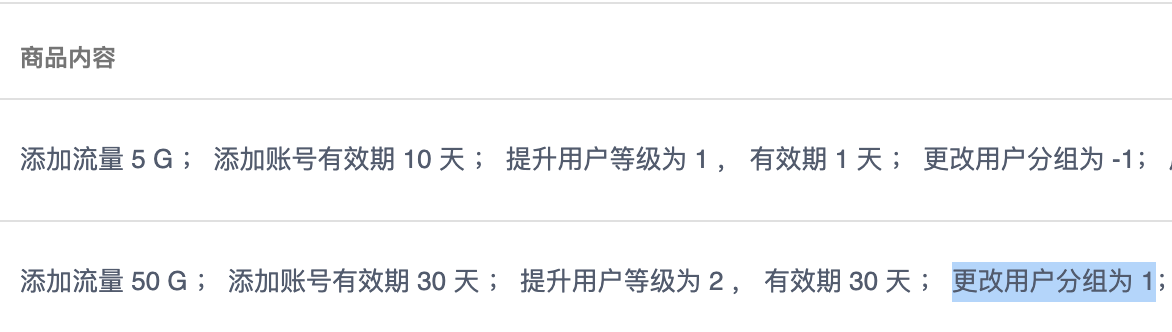 商品内容
添加流量 5 G ； 添加账号有效期 10 天 ； 提升用户等级为 1 ， 有效期 1 天 ； 更改用户分组为 -1；
添加流量 50 G ； 添加账号有效期 30 天 ； 提升用户等级为 2 ， 有效期 30 天 ； 更改用户分组为 1；